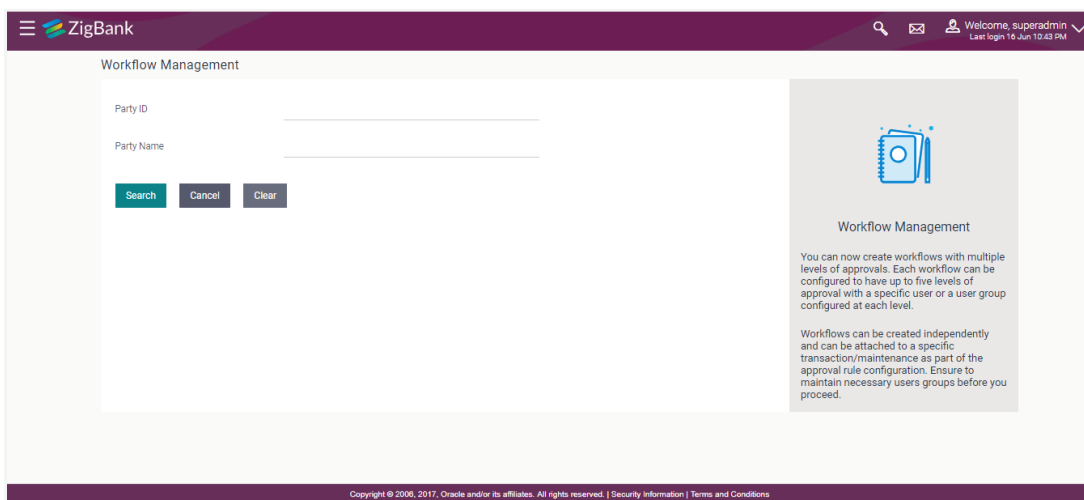 ZigBank
Welcome, superadmin
Last login 16 Jun 10:43 PM
Workflow Management
Party ID
Party Name
Search Cancel Clear
Workflow Management
You can now create workflows with multiple
levels of approvals. Each workflow can be
configured to have up to five levels of
approval with a specific user or a user group
configured at each level.
Workflows can be created independently
and can be attached to a specific
transaction/maintenance as part of the
approval rule configuration. Ensure to
maintain necessary users groups before you
proceed.
Copyright © 2006, 2017, Oracle and/or its affiliates. All rights reserved. | Security Information | Terms and Conditions